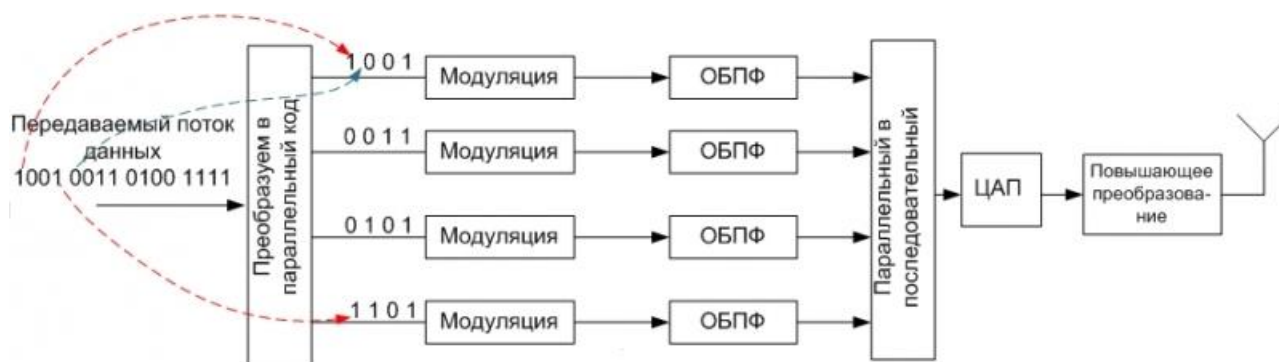 Передаваемый поток
данных
1001 0011 0100 1111
Преобразуем в
параллельный код
1 0 0 1
Модуляция
ОБПФ
0 0 1 1
Модуляция
ОБПФ
0 1 0 1
Модуляция
ОБПФ
1 1 0 1
Модуляция
ОБПФ
Параллельный в
последовательный
ЦАП
Повышающее
преобразова-
ние